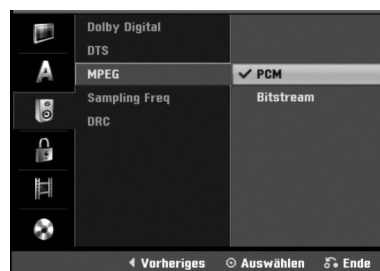 Dolby Digital
DTS
A
MPEG
✓ PCM
Sampling Freq
Bitstream
DRC
Vorheriges Auswählen Ende